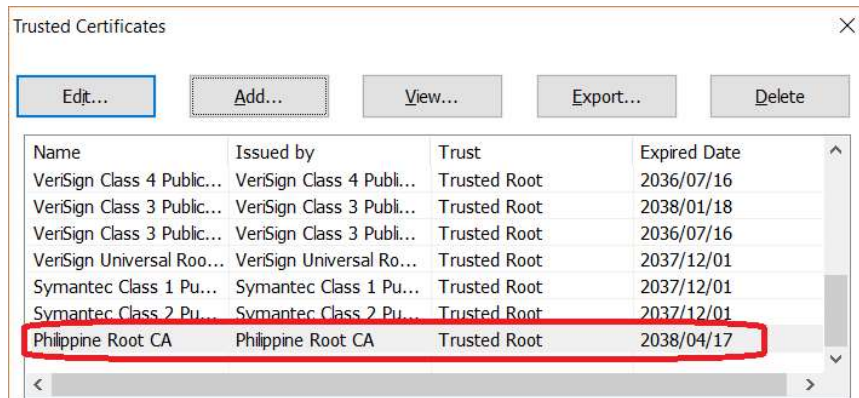 Trusted Certificates
Edit... Add... View... Export... Delete
Name Issued by Trust Expired Date
VeriSign Class 4 Public... VeriSign Class 4 Publi... Trusted Root 2036/07/16
VeriSign Class 3 Public... VeriSign Class 3 Publi... Trusted Root 2038/01/18
VeriSign Class 3 Public... VeriSign Class 3 Publi... Trusted Root 2036/07/16
VeriSign Universal Roo... VeriSign Universal Ro... Trusted Root 2037/12/01
Symantec Class 1 Pu... Symantec Class 1 Pu... Trusted Root 2037/12/01
Symantec Class 2 Pu... Symantec Class 2 Pu... Trusted Root 2037/12/01
Philippine Root CA Philippine Root CA Trusted Root 2038/04/17